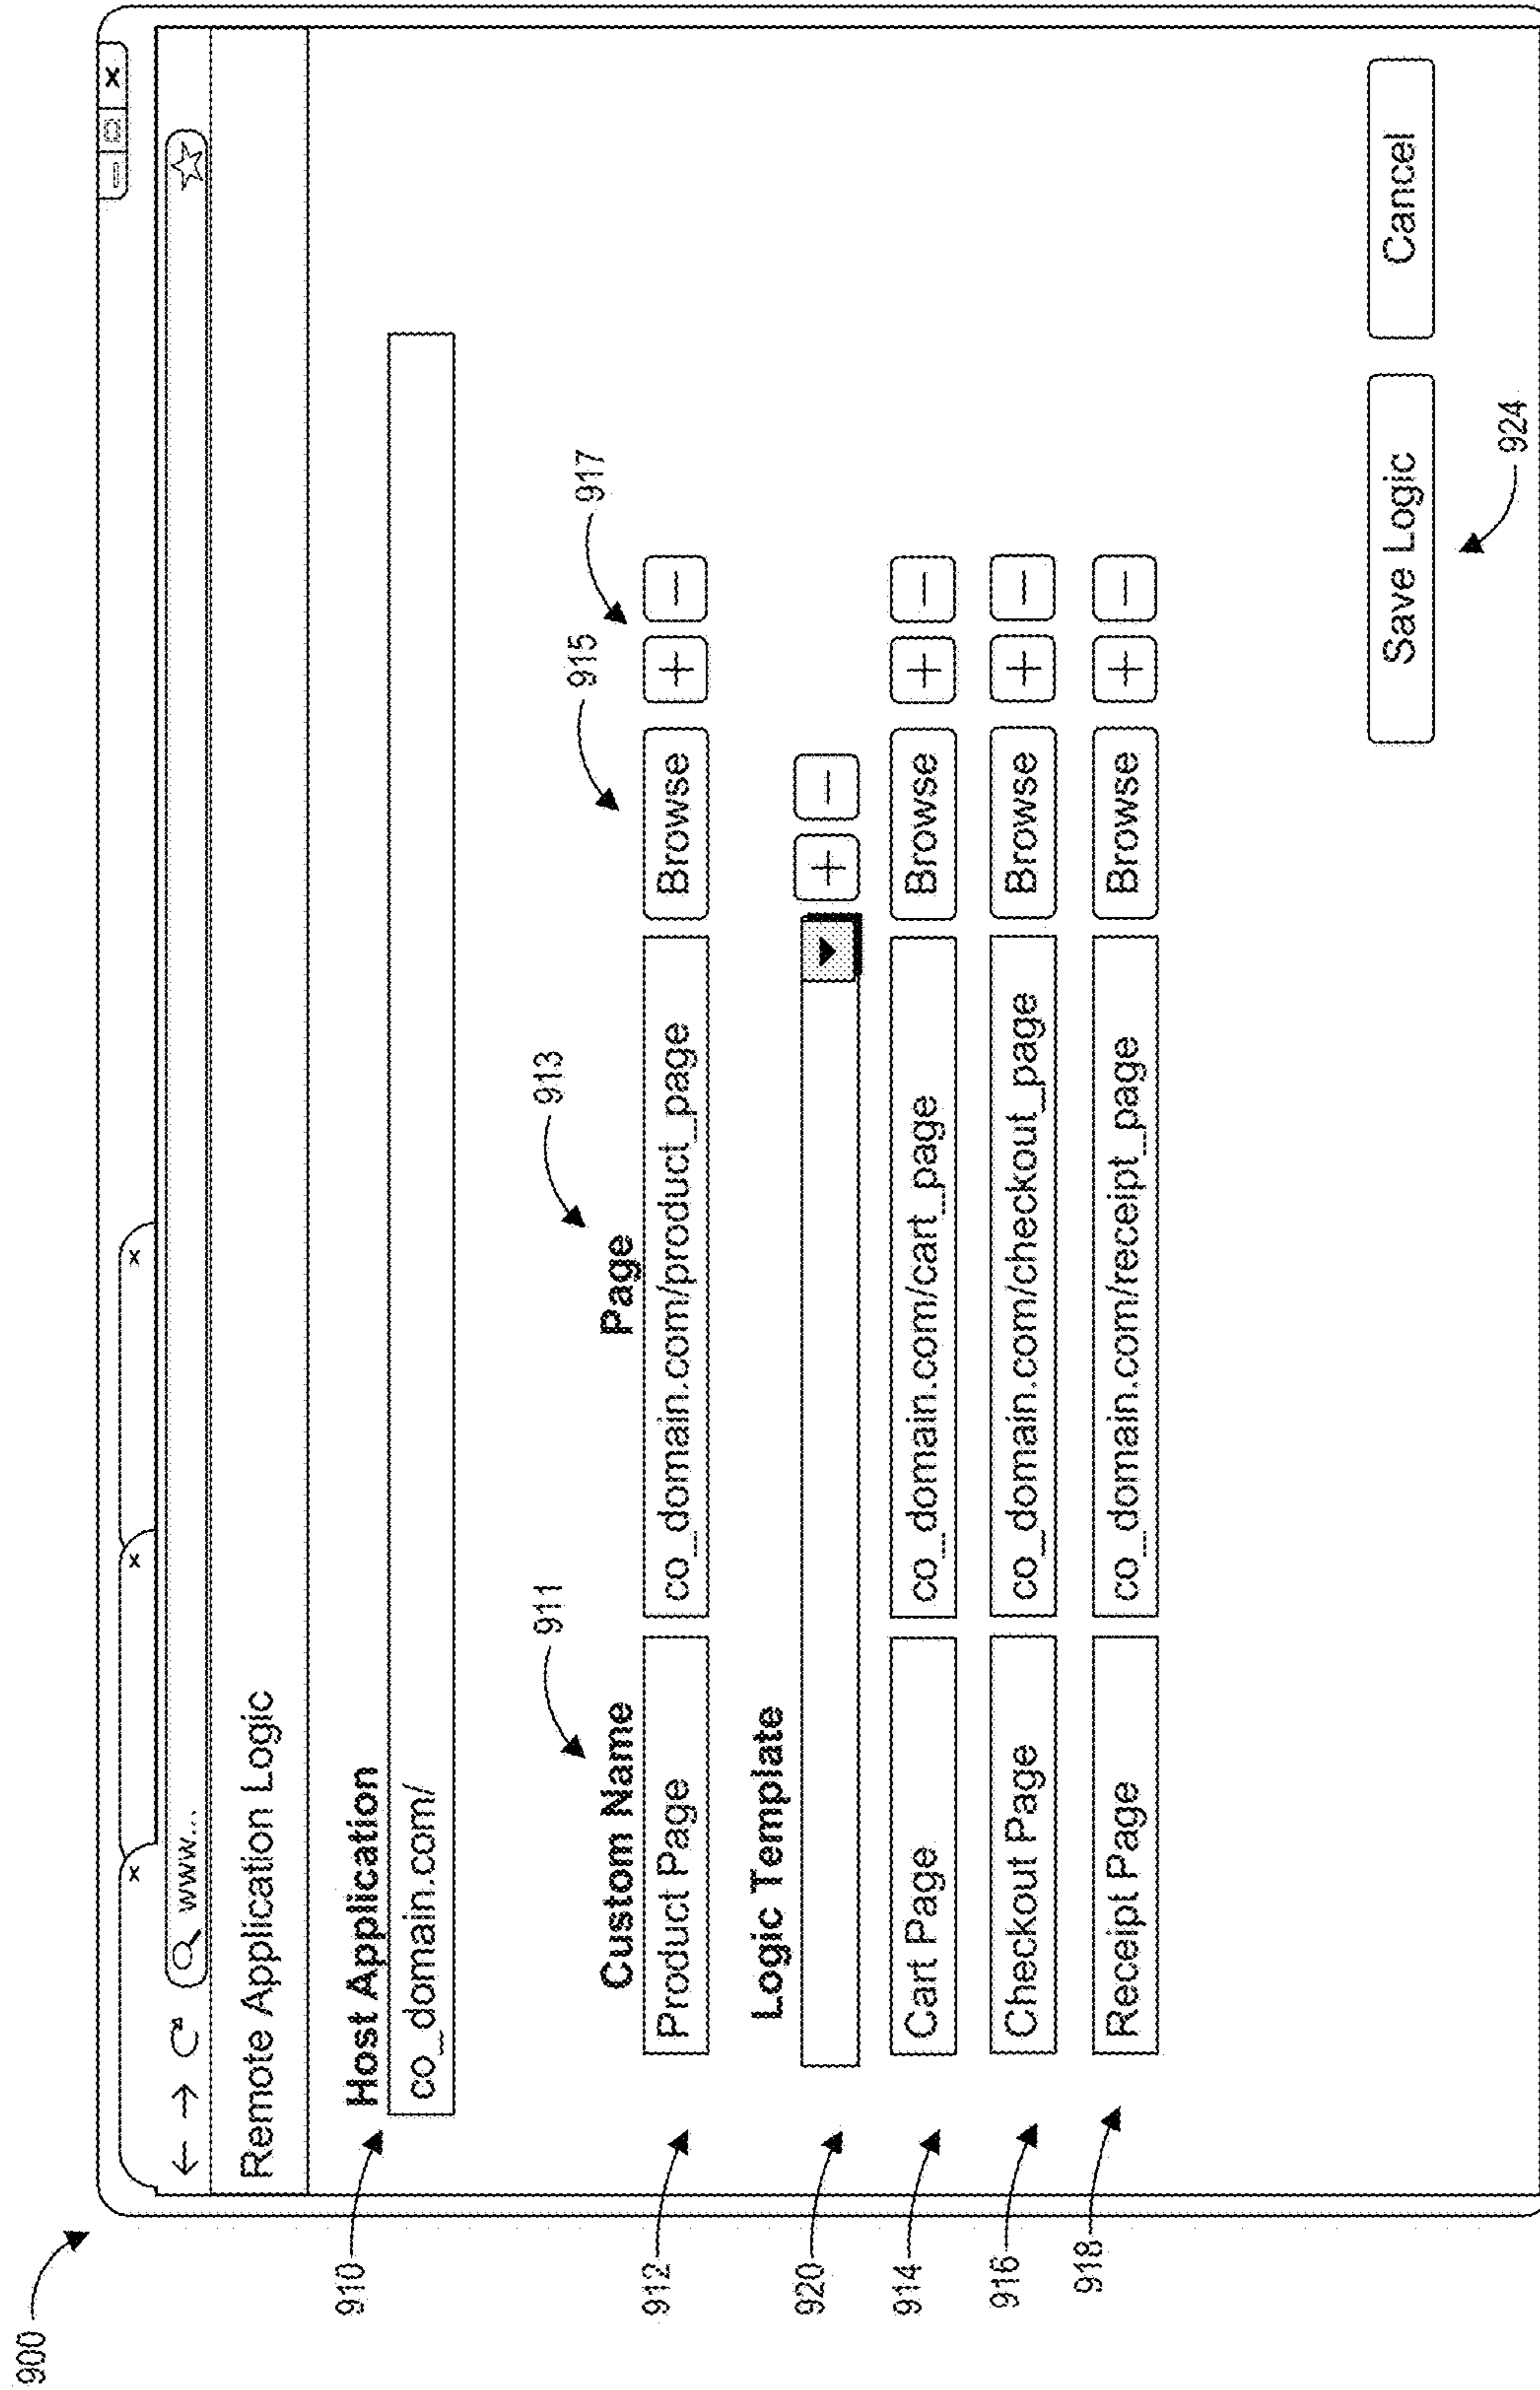 900
www...
Remote Application Logic
910
Host Application
co_domain.com/
911
913
915
917
Custom Name
Page
912
Product Page
co_domain.com/product_page
Browse
+
−
Logic Template
920
+
−
914
Cart Page
co_domain.com/cart_page
Browse
+
−
916
Checkout Page
co_domain.com/checkout_page
Browse
+
−
918
Receipt Page
co_domain.com/receipt_page
Browse
+
−
Save Logic
Cancel
924